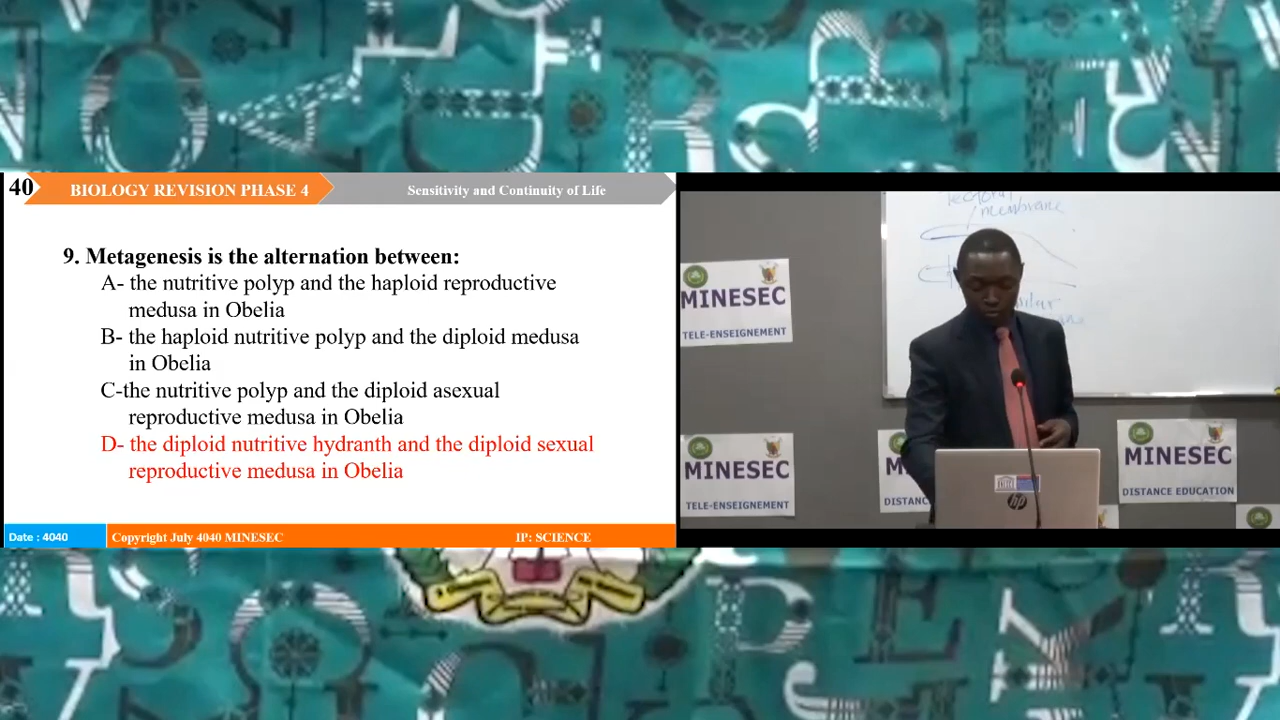 40
BIOLOGY REVISION PHASE 4
Sensitivity and Continuity of Life
9. Metagenesis is the alternation between:
A- the nutritive polyp and the haploid reproductive
medusa in Obelia
B- the haploid nutritive polyp and the diploid medusa
in Obelia
C-the nutritive polyp and the diploid asexual
reproductive medusa in Obelia
D- the diploid nutritive hydranth and the diploid sexual
reproductive medusa in Obelia
Date : 4040
Copyright July 4040 MINESEC
IP: SCIENCE
membrane
MINESEC
TELE-ENSEIGNEMENT
MINESEC
TELE-ENSEIGNEMENT
M
DISTANC
MINESEC
DISTANCE EDUCATION
hp